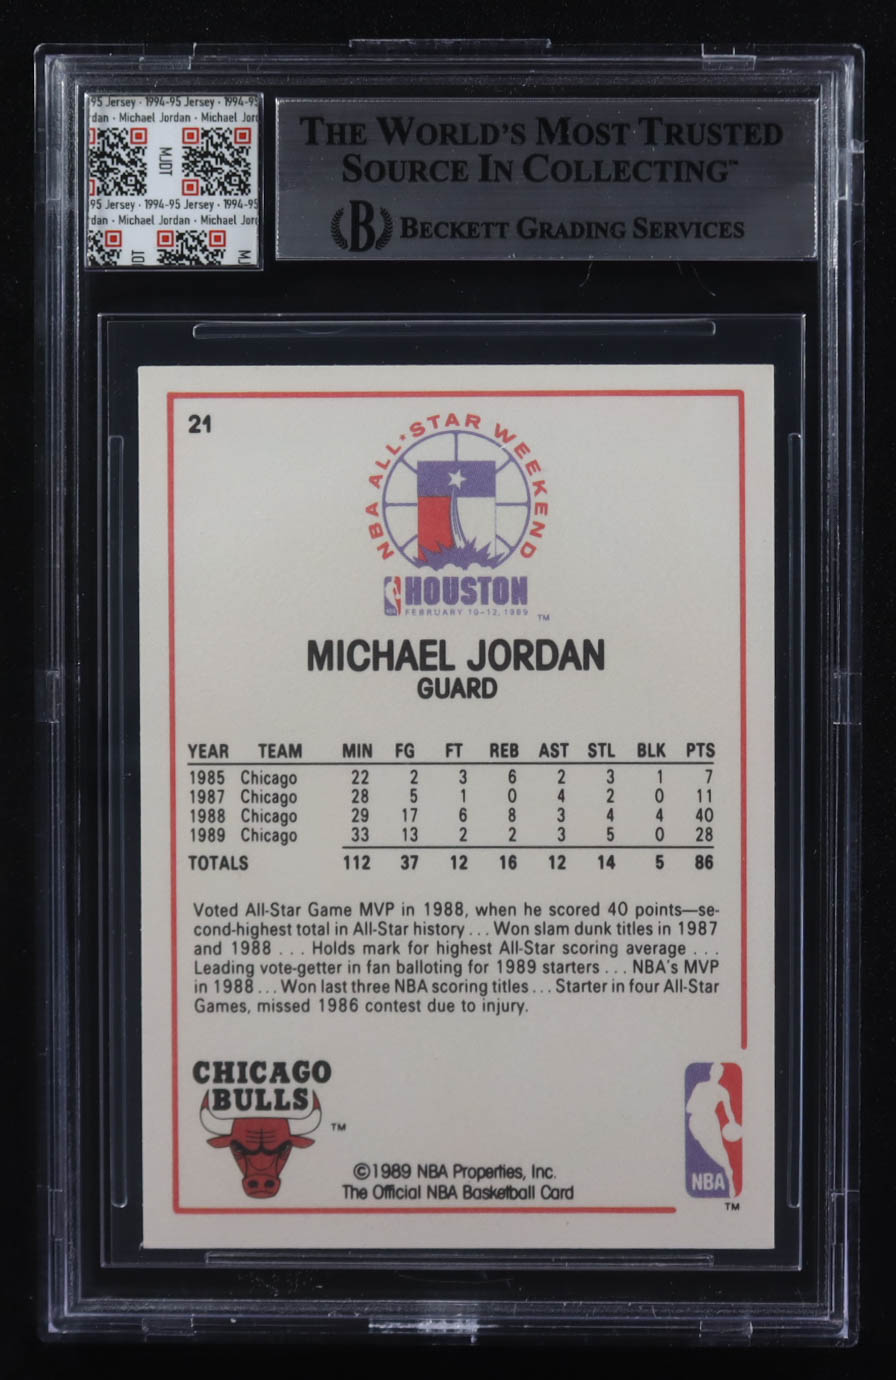 95 Jersey · 1994-95 Jersey · 1994-95
dan · Michael Jordan · Michael Jord
MJDT
95 Jersey · 1994-95 Jersey · 1994-95
dan · Michael Jordan · Michael Jord
THE WORLD'S MOST TRUSTED
SOURCE IN COLLECTING™
B BECKETT GRADING SERVICES
21
NBA ALL★STAR WEEKEND
HOUSTON
FEBRUARY 10-12, 1989 TM
MICHAEL JORDAN
GUARD
YEAR TEAM MIN FG FT REB AST STL BLK PTS
1985 Chicago 22 2 3 6 2 3 1 7
1987 Chicago 28 5 1 0 4 2 0 11
1988 Chicago 29 17 6 8 3 4 4 40
1989 Chicago 33 13 2 2 3 5 0 28
TOTALS 112 37 12 16 12 14 5 86
Voted All-Star Game MVP in 1988, when he scored 40 points—se-
cond-highest total in All-Star history . . . Won slam dunk titles in 1987
and 1988 . . . Holds mark for highest All-Star scoring average . . .
Leading vote-getter in fan balloting for 1989 starters . . . NBA's MVP
in 1988 . . . Won last three NBA scoring titles . . . Starter in four All-Star
Games, missed 1986 contest due to injury.
CHICAGO
BULLS
TM
©1989 NBA Properties, Inc.
The Official NBA Basketball Card
NBA
TM